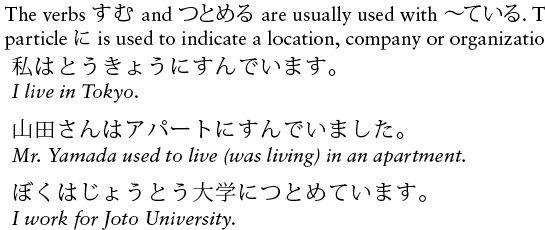 The verbs すむ and つとめる are usually used with 〜ている. T
particle に is used to indicate a location, company or organizatio
私はとうきょうにすんでいます。
I live in Tokyo.
山田さんはアパートにすんでいました。
Mr. Yamada used to live (was living) in an apartment.
ぼくはじょうとう大学につとめています。
I work for Joto University.